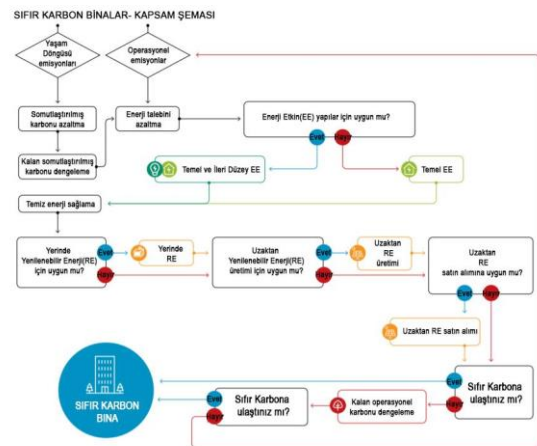 SIFIR KARBON BİNALAR- KAPSAM ŞEMASI
Yaşam
Döngüsü
emisyonları
Operasyonel
emisyonlar
Somutlaştırılmış
karbonu azaltma
Enerji talebini
azaltma
Enerji Etkin(EE) yapılar için uygun mu?
Evet
Hayır
Kalan somutlaştırılmış
karbonu dengeleme
Temel ve İleri Düzey EE
Temel EE
Temiz enerji sağlama
Yerinde
Yenilenebilir Enerji(RE)
için uygun mu?
Evet
Hayır
Yerinde
RE
Uzaktan
Yenilenebilir Enerji(RE)
üretimi için uygun mu?
Evet
Hayır
Uzaktan
RE
üretimi
Uzaktan
RE
satın alımına uygun mu?
Evet
Hayır
Uzaktan RE satın alımı
SIFIR KARBON
BINA
Sıfır Karbona
ulaştınız mı?
Evet
Hayır
Kalan operasyonel
karbonu dengeleme
Sıfır Karbona
ulaştınız mı?
Evet
Hayır